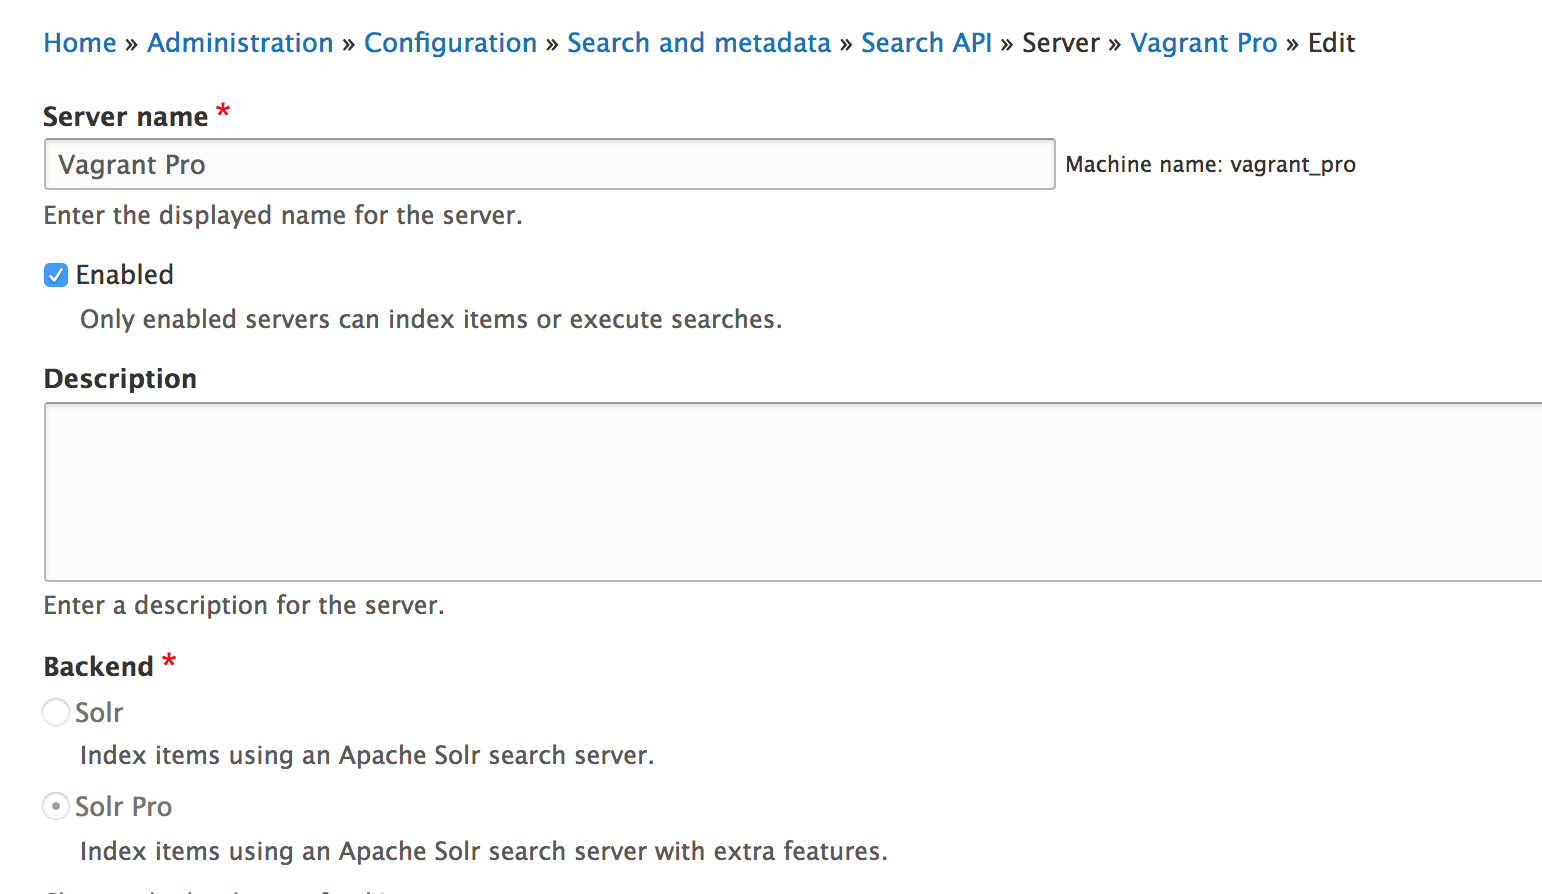 Home » Administration » Configuration » Search and metadata » Search API » Server » Vagrant Pro » Edit
Server name *
Vagrant Pro
Machine name: vagrant_pro
Enter the displayed name for the server.
Enabled
Only enabled servers can index items or execute searches.
Description
Enter a description for the server.
Backend *
Solr
Index items using an Apache Solr search server.
Solr Pro
Index items using an Apache Solr search server with extra features.